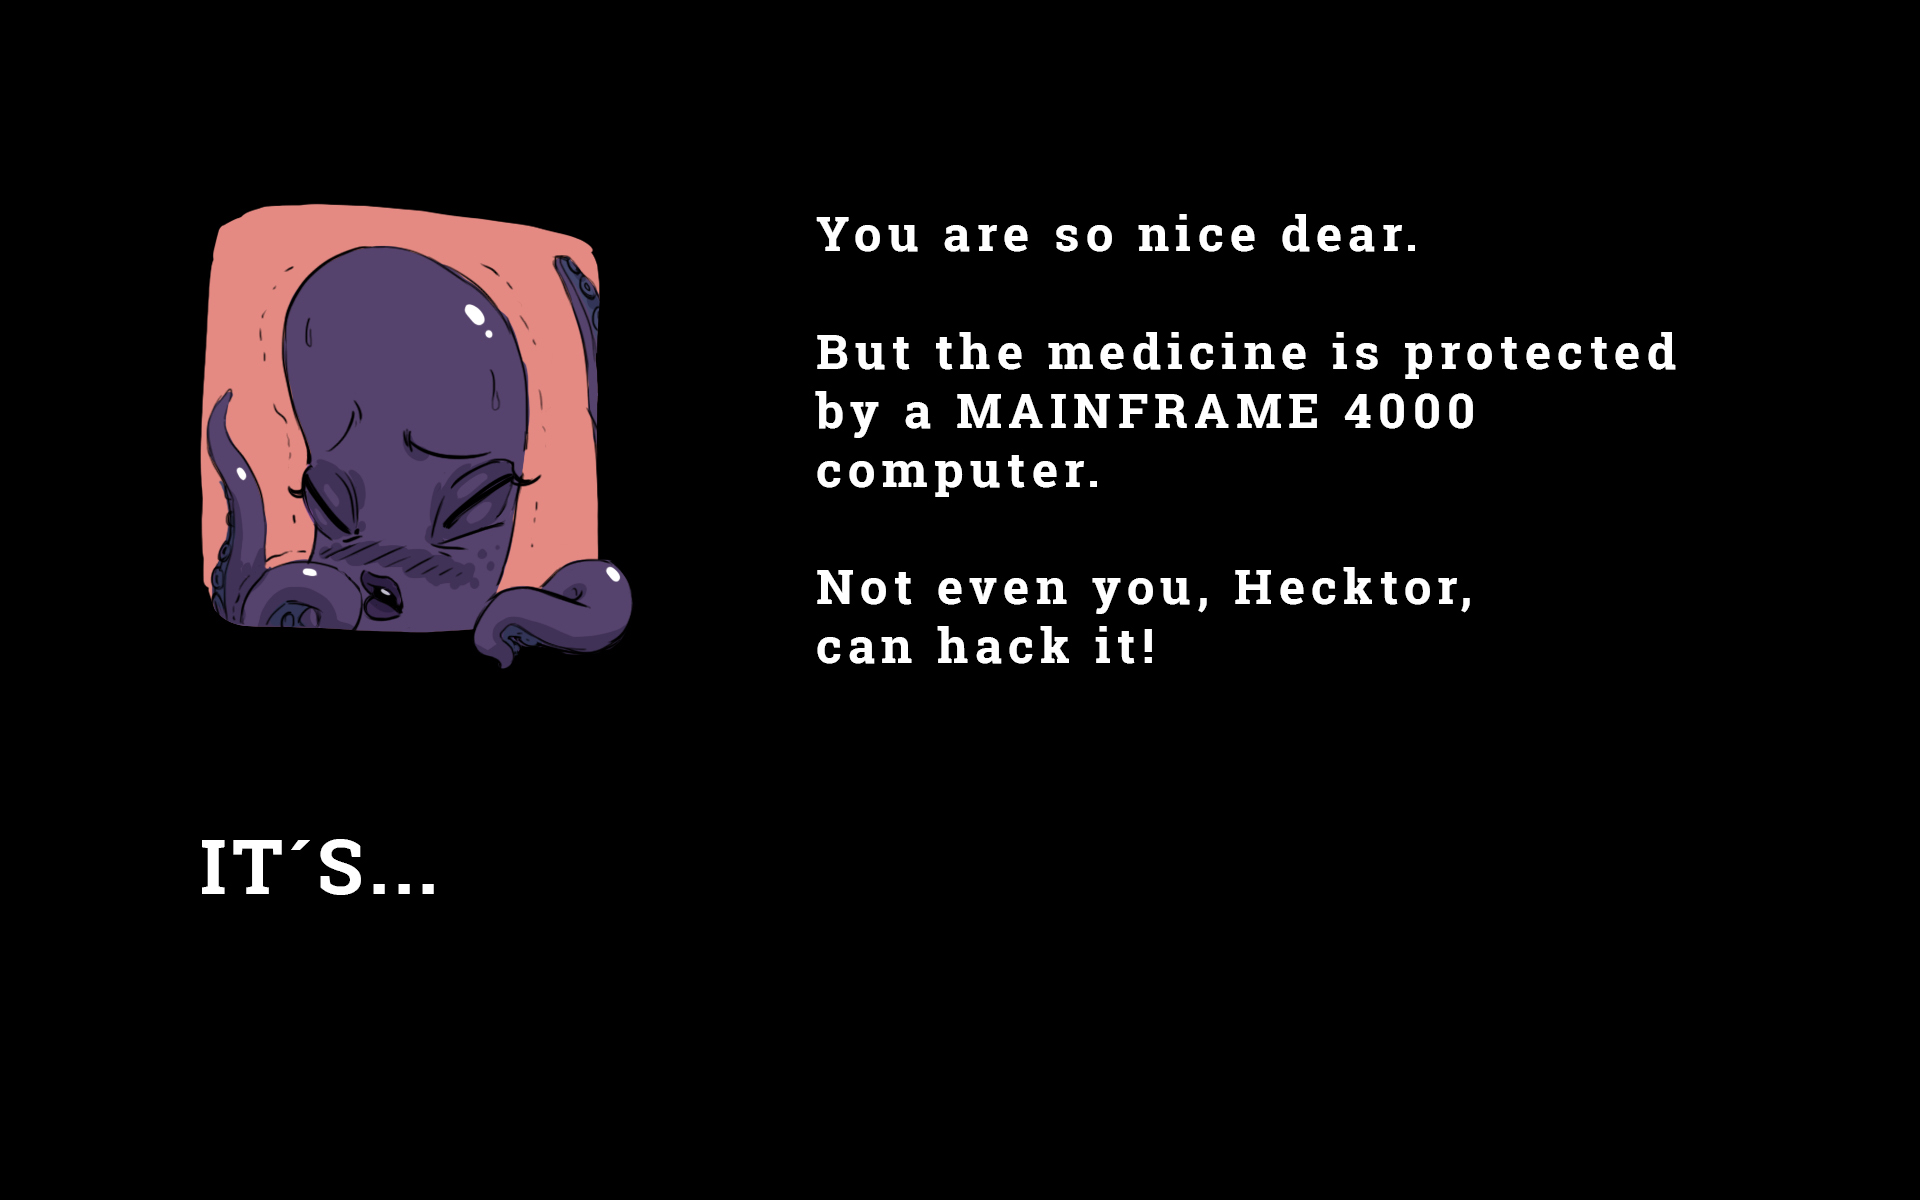 You are so nice dear.
But the medicine is protected
by a MAINFRAME 4000
computer.
Not even you, Hecktor,
can hack it!
IT´S...